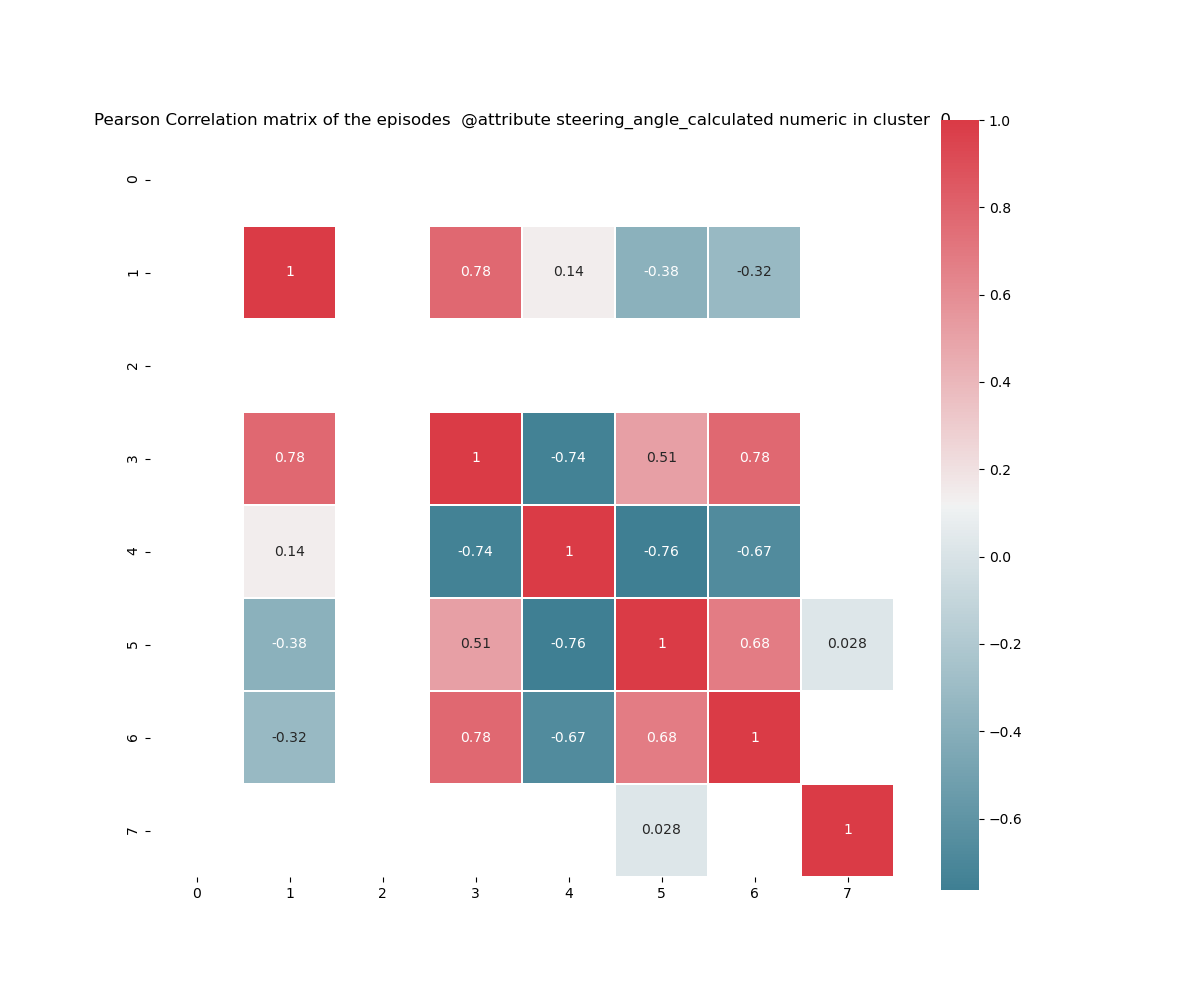 Pearson Correlation matrix of the episodes  @attribute steering_angle_calculated numeric in cluster  0
1.0
0
0.8
1
1 0.78 0.14 -0.38 -0.32
0.6
2
0.4
3
0.78 1 -0.74 0.51 0.78
0.2
4
0.14 -0.74 1 -0.76 -0.67
0.0
5
-0.38 0.51 -0.76 1 0.68 0.028
−0.2
6
-0.32 0.78 -0.67 0.68 1
−0.4
7
0.028 1
−0.6
0 1 2 3 4 5 6 7